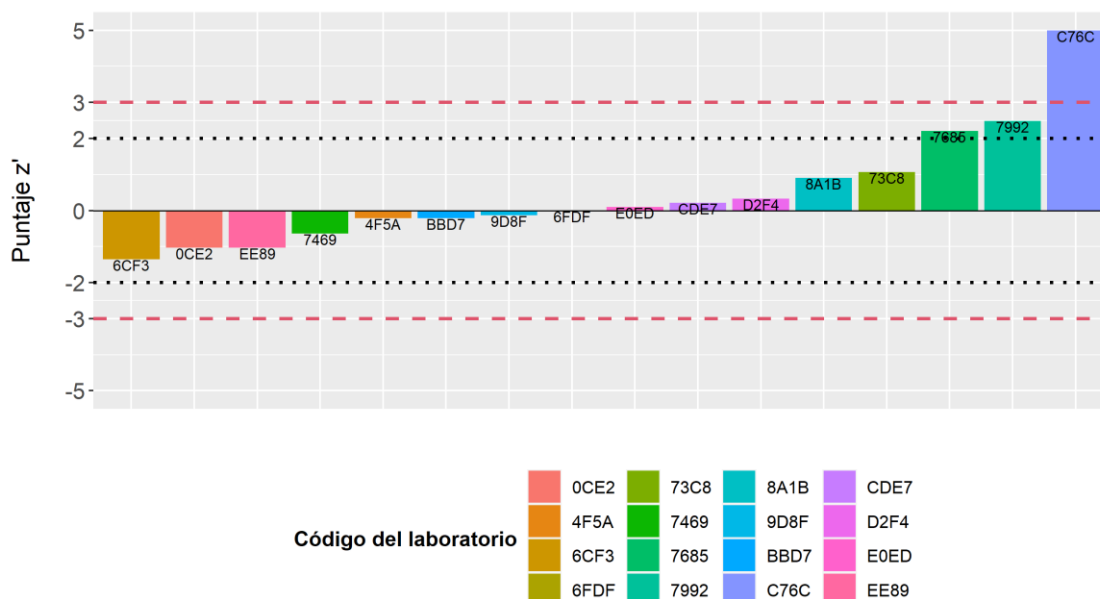 Puntaje z'
5
3
2
0
-2
-3
-5
6CF3
0CE2
EE89
7469
4F5A
BBD7
9D8F
6FDF
E0ED
CDE7
D2F4
8A1B
73C8
7685
7992
C76C
Código del laboratorio
0CE2 73C8 8A1B CDE7
4F5A 7469 9D8F D2F4
6CF3 7685 BBD7 E0ED
6FDF 7992 C76C EE89